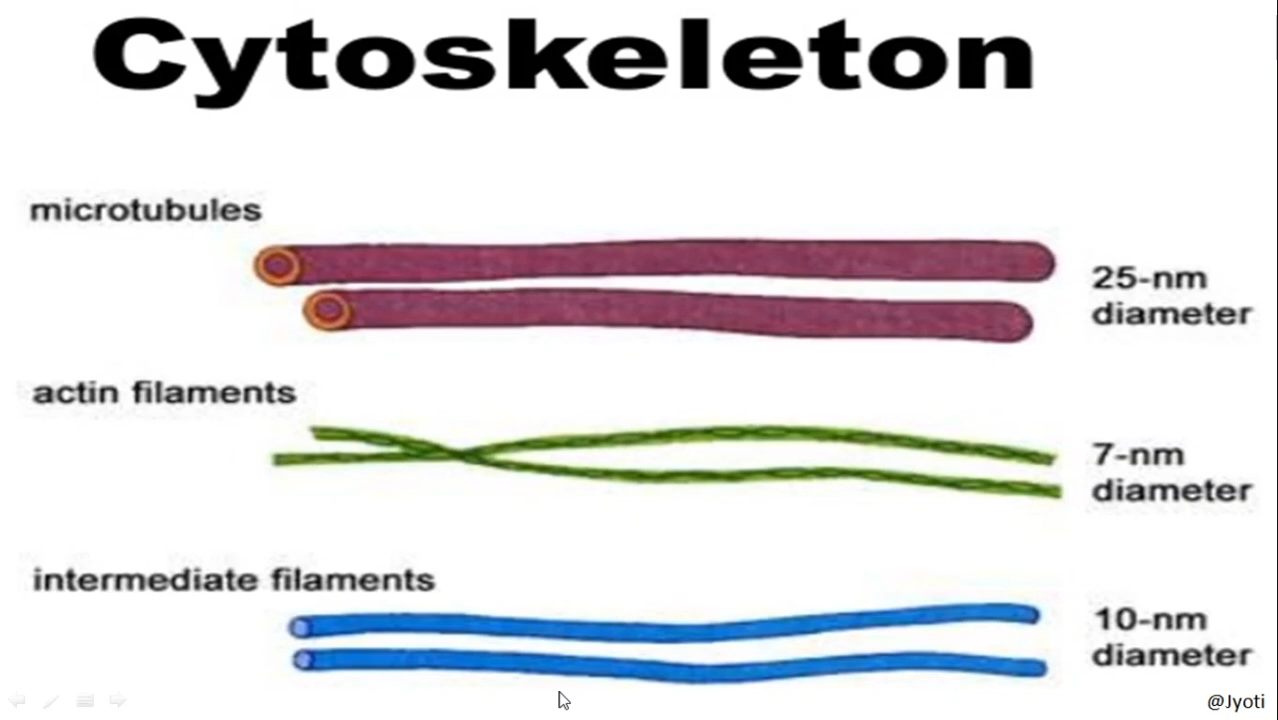 Cytoskeleton
microtubules
25-nm
diameter
actin filaments
7-nm
diameter
intermediate filaments
10-nm
diameter
@Jyoti